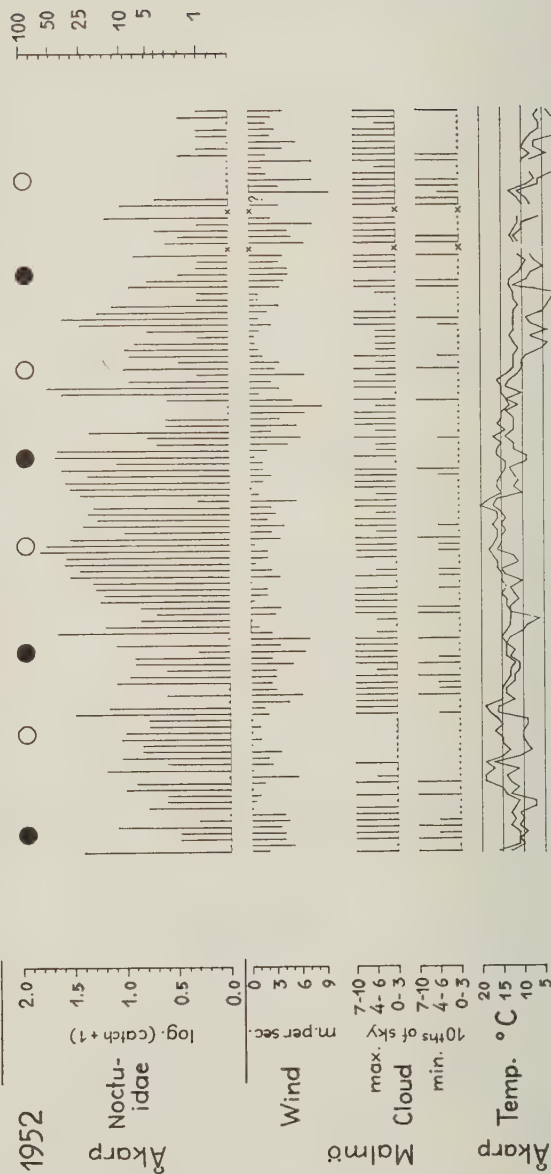 1952
Åkarp
Noctu-
idae
log. (catch + 1)
2.0
1.5
1.0
0.5
0.0
100
50
10
5
1
Malmö
Wind
m. per sec.
0
3
6
9
?
Cloud
10ths of sky
max.
7-10
4-6
0-3
min.
7-10
4-6
0-3
Åkarp
Temp. °C
20
15
10
5